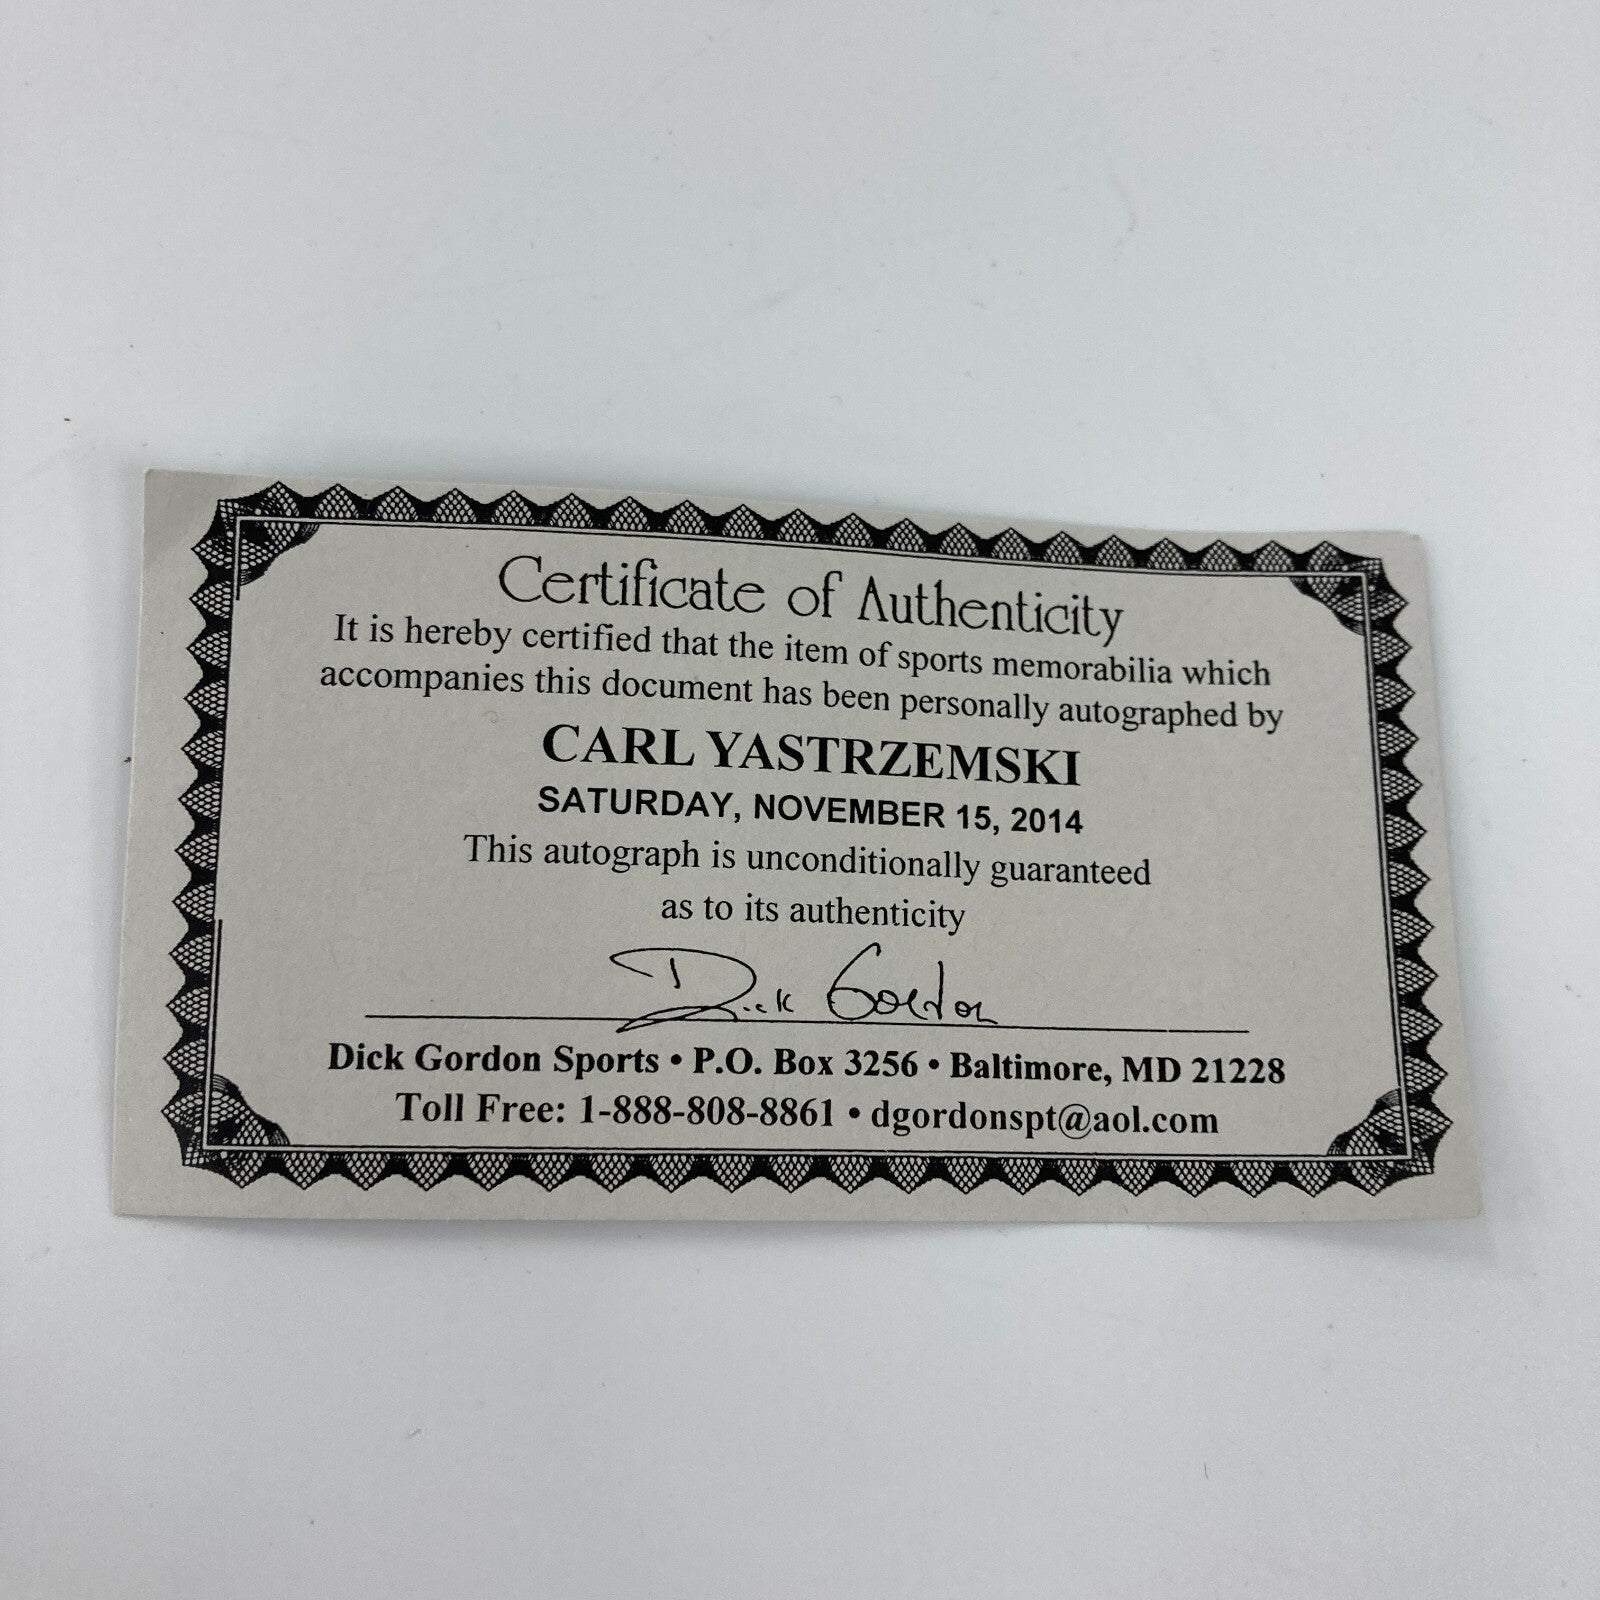 Certificate of Authenticity
It is hereby certified that the item of sports memorabilia which
accompanies this document has been personally autographed by
CARL YASTRZEMSKI
SATURDAY, NOVEMBER 15, 2014
This autograph is unconditionally guaranteed
as to its authenticity
Dick Gordon
Dick Gordon Sports • P.O. Box 3256 • Baltimore, MD 21228
Toll Free: 1-888-808-8861 • dgordonspt@aol.com